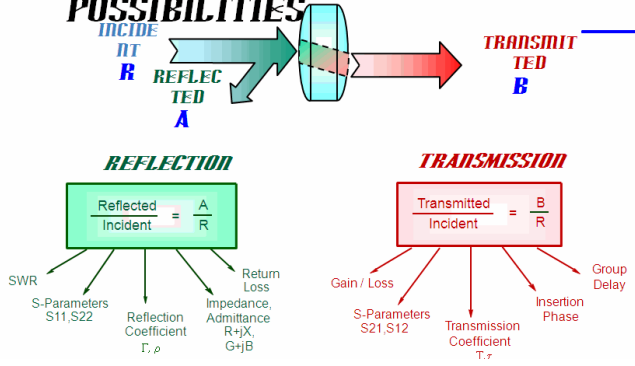 POSSIBILITIES
INCIDE
NT
R
REFLEC
TED
A
TRANSMIT
TED
B
REFLECTION
Reflected
Incident
=
A
R
SWR
S-Parameters
S11,S22
Reflection
Coefficient
Γ, ρ
Impedance,
Admittance
R+jX,
G+jB
Return
Loss
TRANSMISSION
Transmitted
Incident
=
B
R
Gain / Loss
S-Parameters
S21,S12
Transmission
Coefficient
Τ,τ
Insertion
Phase
Group
Delay